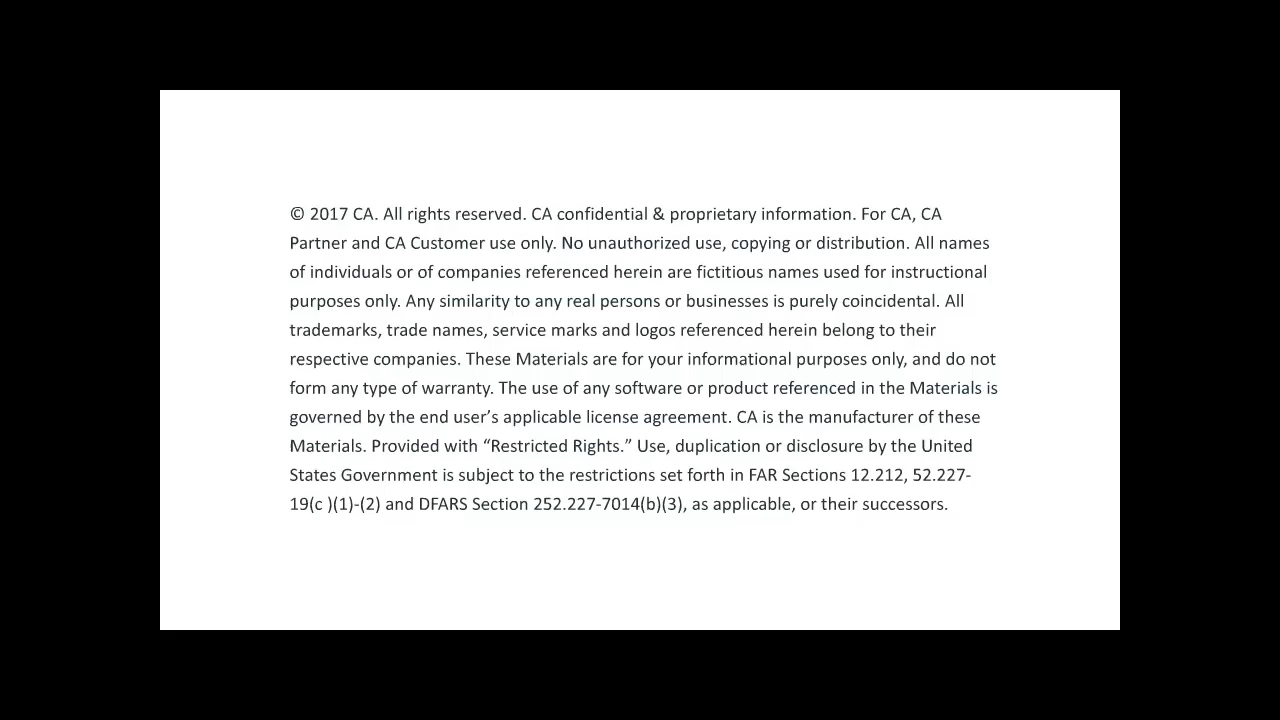 © 2017 CA. All rights reserved. CA confidential & proprietary information. For CA, CA
Partner and CA Customer use only. No unauthorized use, copying or distribution. All names
of individuals or of companies referenced herein are fictitious names used for instructional
purposes only. Any similarity to any real persons or businesses is purely coincidental. All
trademarks, trade names, service marks and logos referenced herein belong to their
respective companies. These Materials are for your informational purposes only, and do not
form any type of warranty. The use of any software or product referenced in the Materials is
governed by the end user’s applicable license agreement. CA is the manufacturer of these
Materials. Provided with “Restricted Rights.” Use, duplication or disclosure by the United
States Government is subject to the restrictions set forth in FAR Sections 12.212, 52.227-
19(c )(1)-(2) and DFARS Section 252.227-7014(b)(3), as applicable, or their successors.